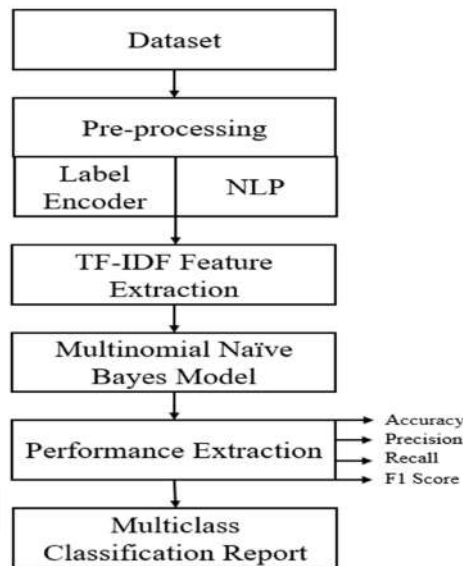 Dataset
Pre-processing
Label
Encoder
NLP
TF-IDF Feature
Extraction
Multinomial Naïve
Bayes Model
Performance Extraction
Accuracy
Precision
Recall
F1 Score
Multiclass
Classification Report